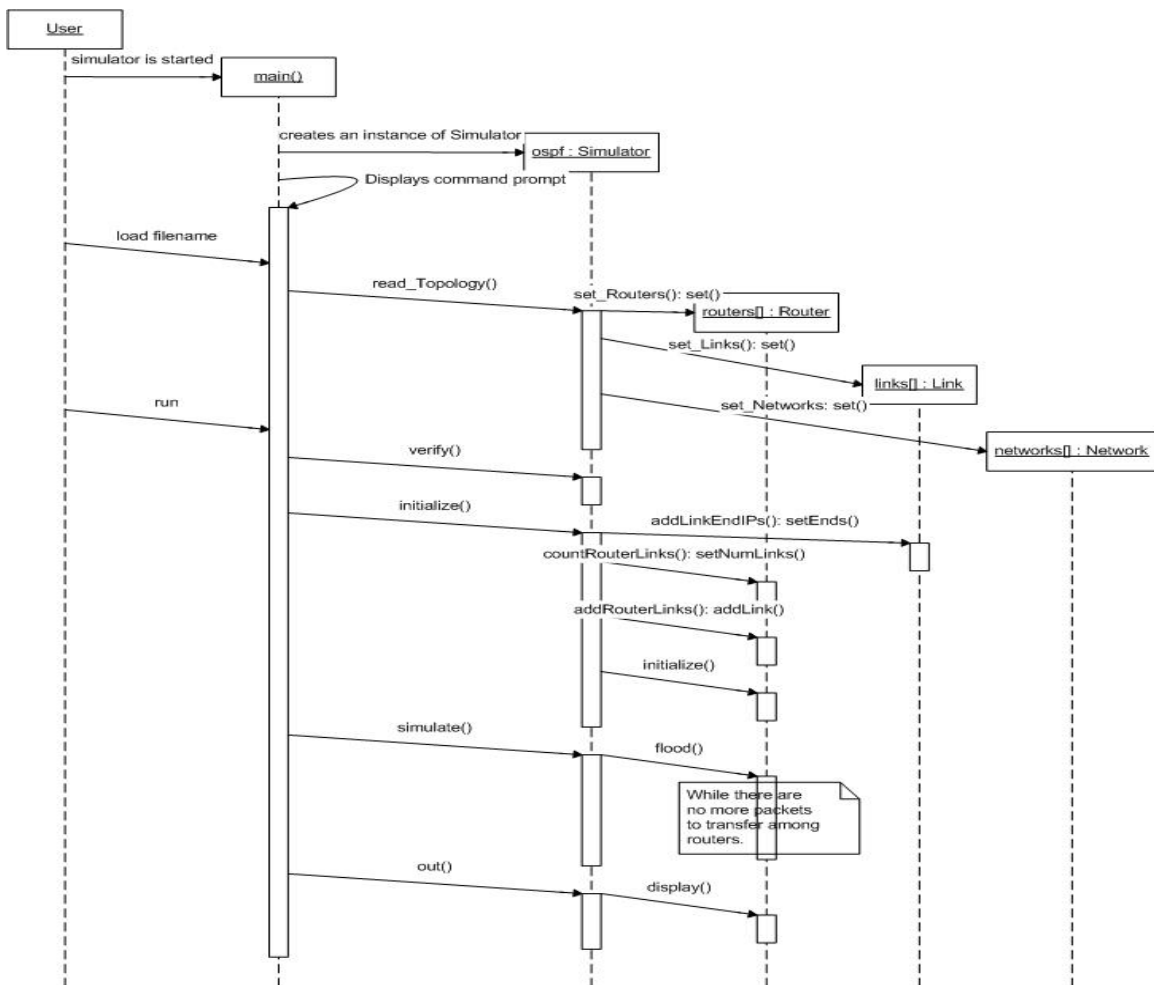 User
simulator is started
main()
creates an instance of Simulator
ospf : Simulator
Displays command prompt
load filename
read_Topology()
set_Routers(): set()
routers[] : Router
set_Links(): set()
links[] : Link
run
set_Networks: set()
networks[] : Network
verify()
initialize()
addLinkEndIPs(): setEnds()
countRouterLinks(): setNumLinks()
addRouterLinks(): addLink()
initialize()
simulate()
flood()
While there are
no more packets
to transfer among
routers.
out()
display()